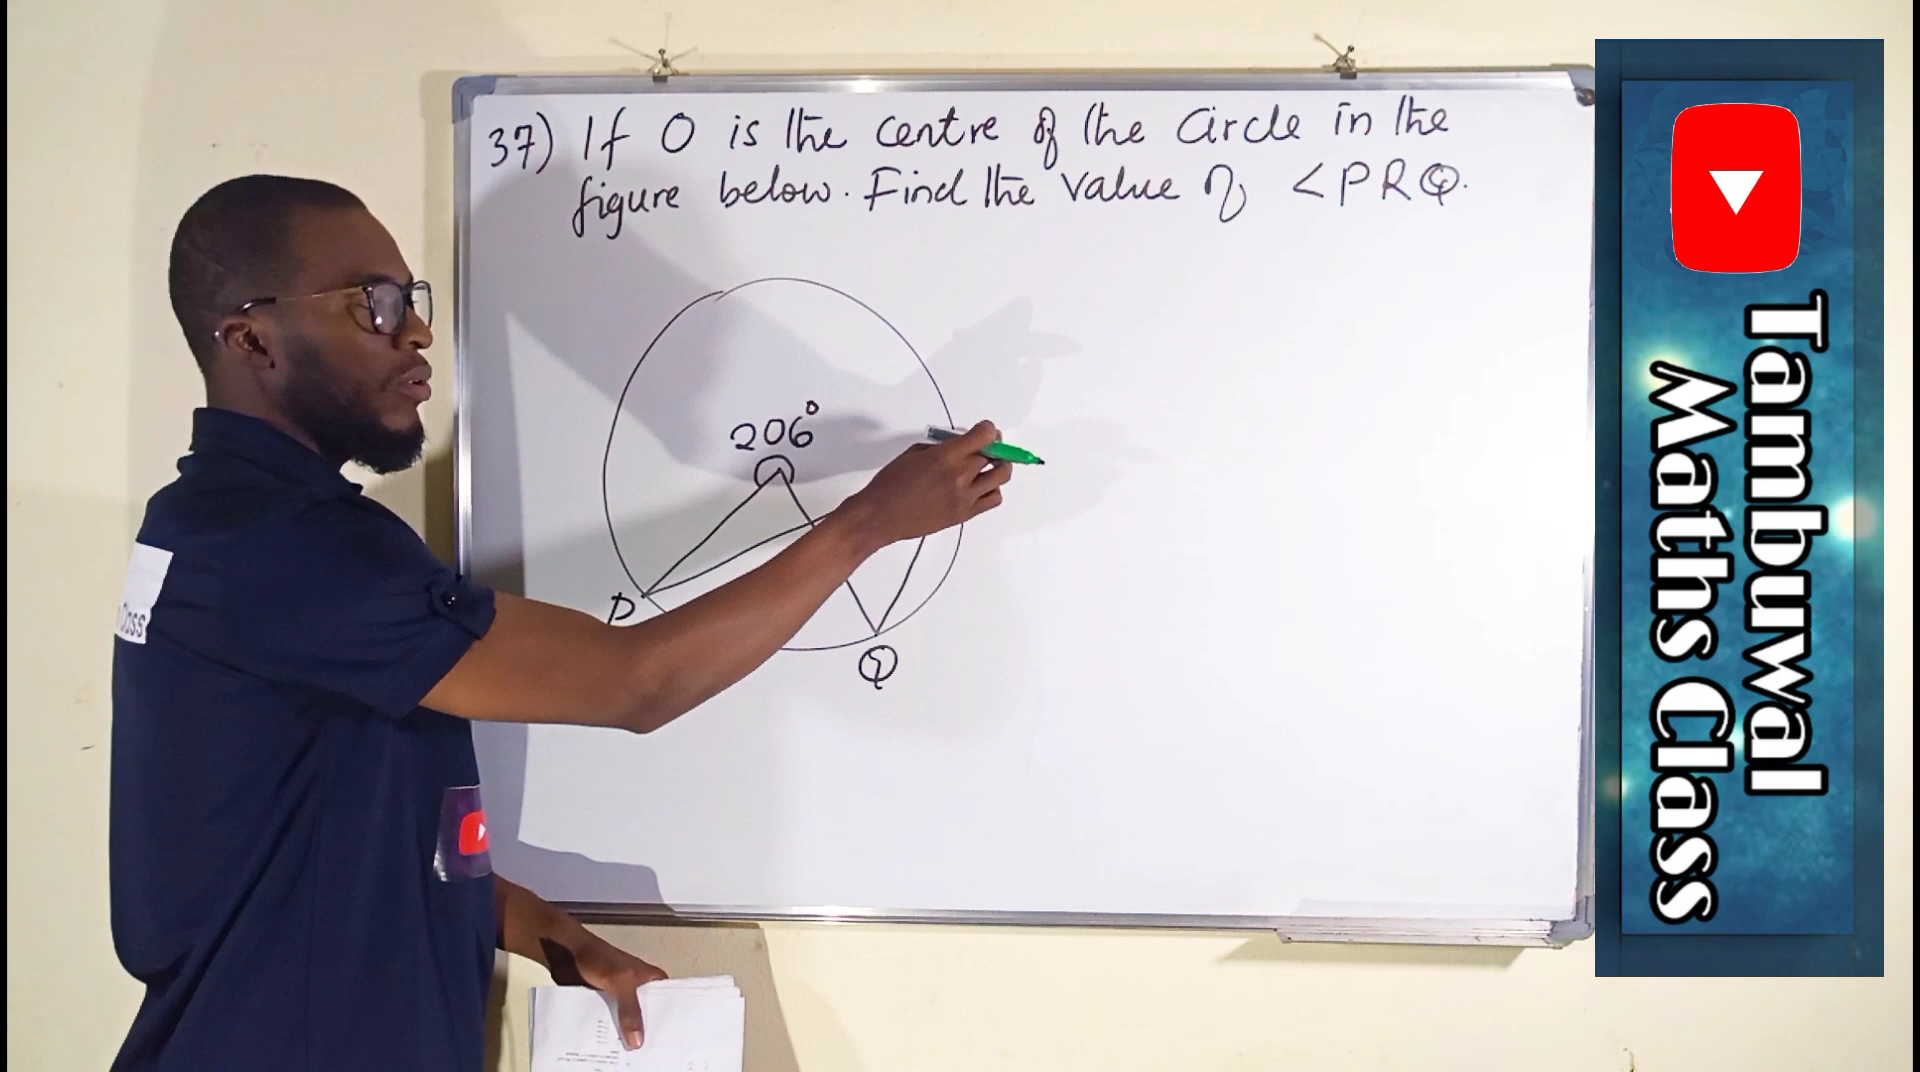 37) If O is the centre of the circle in the
figure below. Find the value of <PRQ.
206°
P
Q
Class
Tambuwal
Maths Class